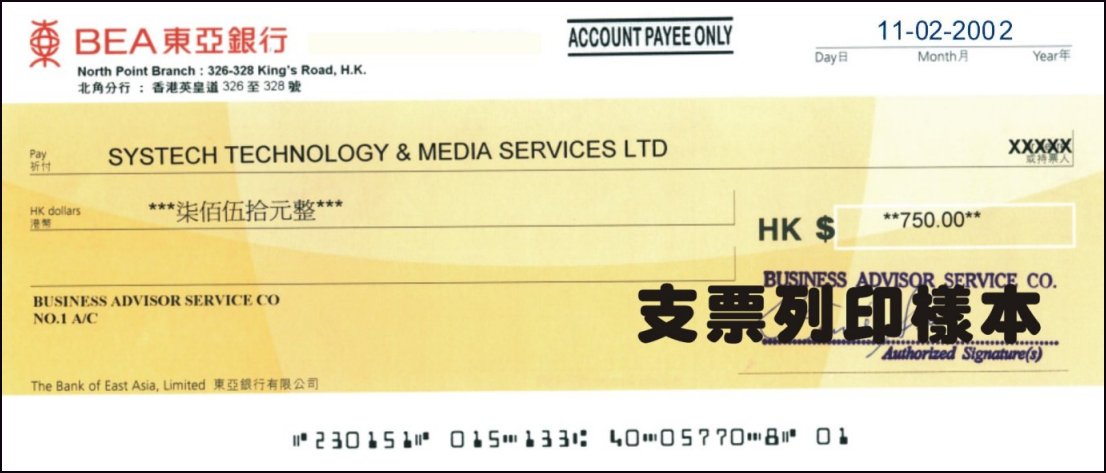 BEA東亞銀行
North Point Branch : 326-328 King's Road, H.K.
北角分行 : 香港英皇道 326 至 328 號
ACCOUNT PAYEE ONLY
11-02-2002
Day日 Month月 Year年
Pay
祈付
SYSTECH TECHNOLOGY & MEDIA SERVICES LTD
XXXXX
或持票人
HK dollars
港幣
***柒佰伍拾元整***
HK $ **750.00**
BUSINESS ADVISOR SERVICE CO
NO.1 A/C
BUSINESS ADVISOR SERVICE CO.
支票列印樣本
Authorized Signature(s)
The Bank of East Asia, Limited 東亞銀行有限公司
⑈230151⑈ 015⑉133⑆ 40⑉05770⑉8⑈ 01